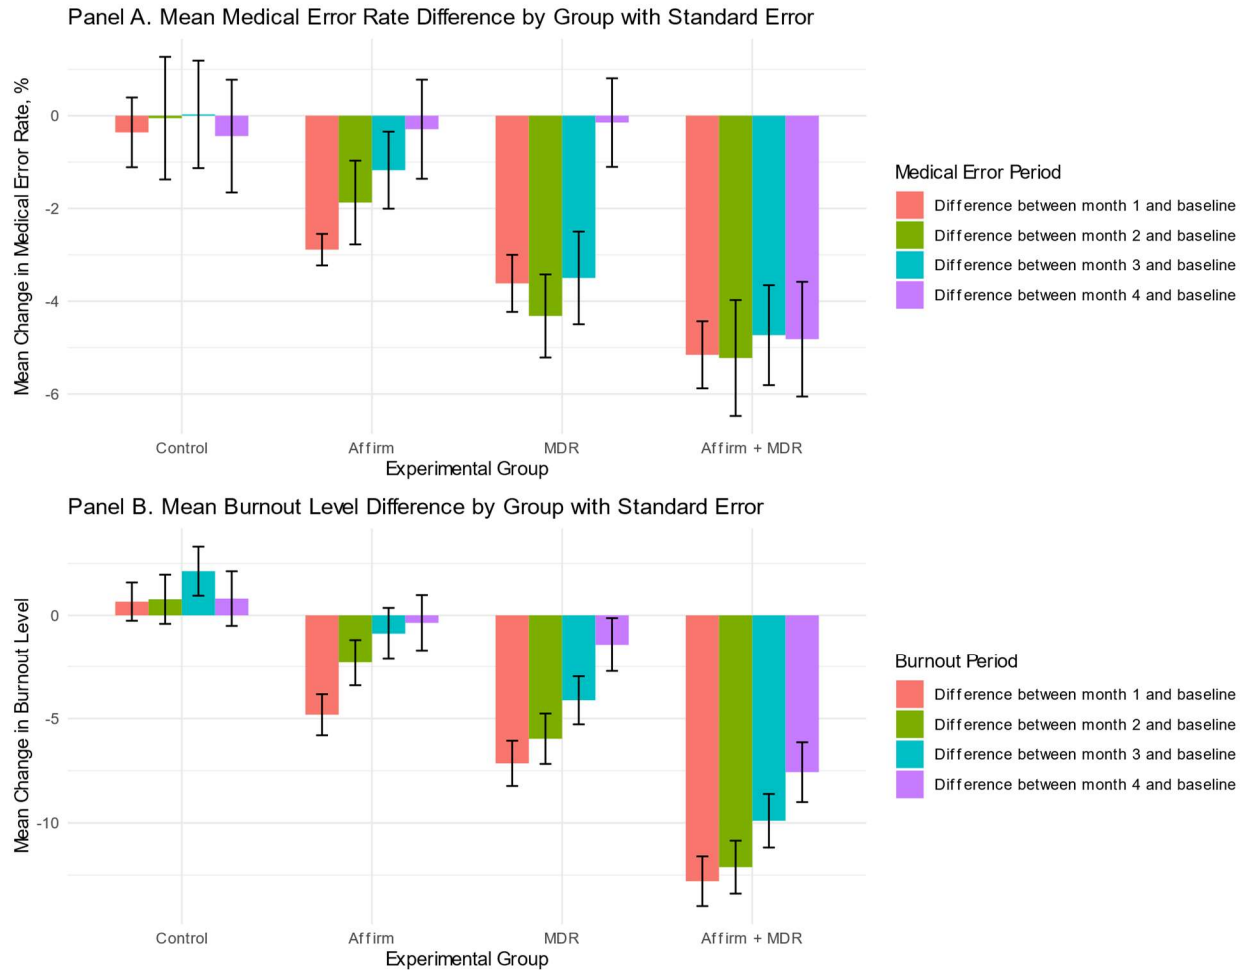 Panel A. Mean Medical Error Rate Difference by Group with Standard Error
Mean Change in Medical Error Rate, %
0
-2
-4
-6
Control
Affirm
MDR
Affirm + MDR
Experimental Group
Medical Error Period
Difference between month 1 and baseline
Difference between month 2 and baseline
Difference between month 3 and baseline
Difference between month 4 and baseline
Panel B. Mean Burnout Level Difference by Group with Standard Error
Mean Change in Burnout Level
0
-5
-10
Control
Affirm
MDR
Affirm + MDR
Experimental Group
Burnout Period
Difference between month 1 and baseline
Difference between month 2 and baseline
Difference between month 3 and baseline
Difference between month 4 and baseline